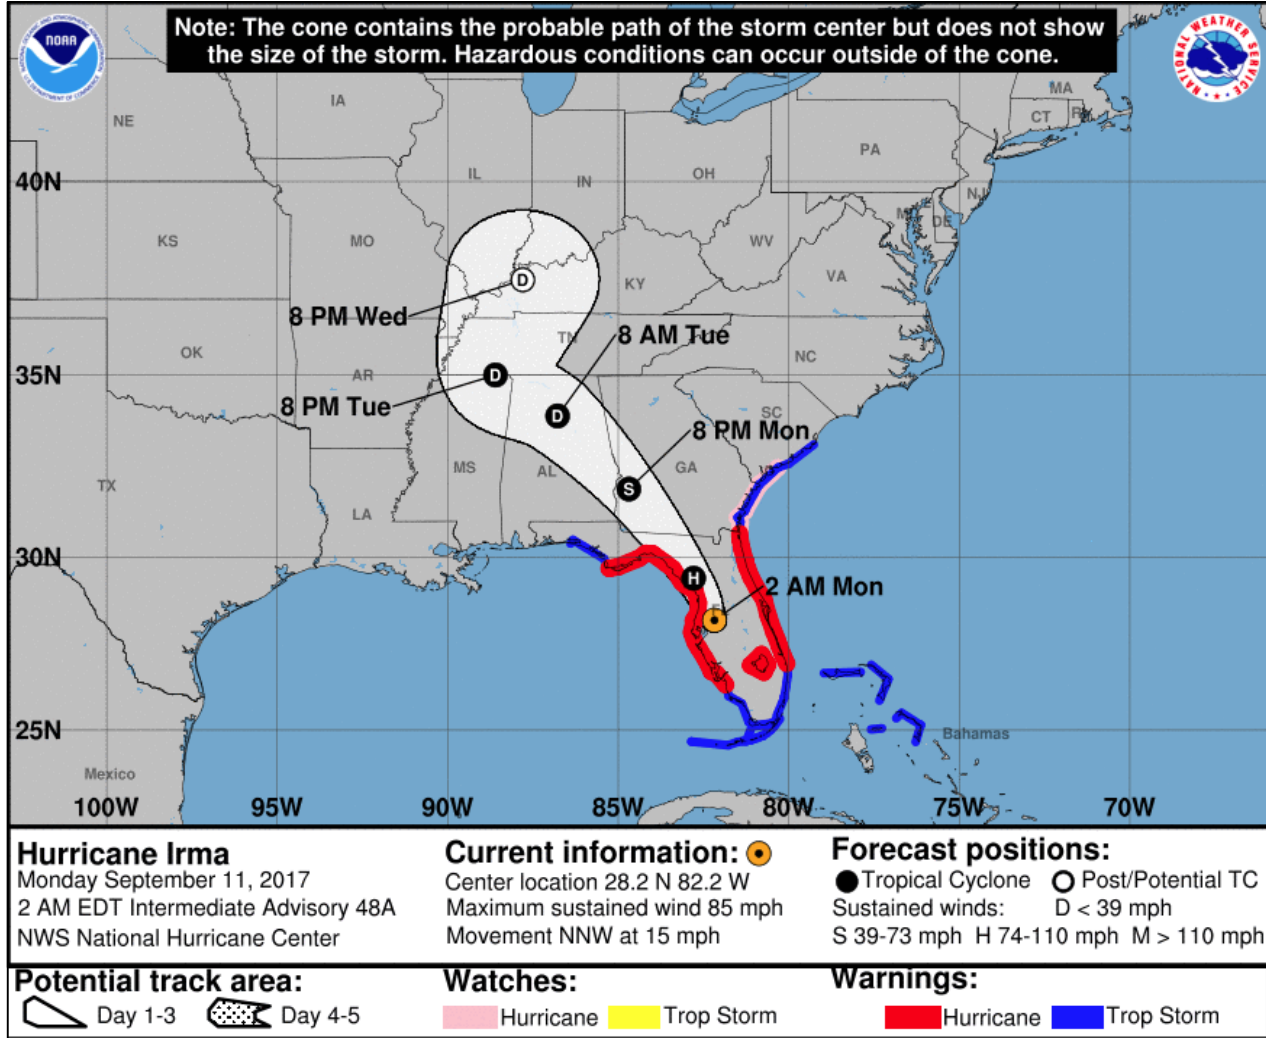 Note: The cone contains the probable path of the storm center but does not show
the size of the storm. Hazardous conditions can occur outside of the cone.
NOAA
NATIONAL WEATHER SERVICE
MA
IA
NE
CT
PA
IL
IN
OH
40N
NJ
DE
KS
MO
WV
VA
KY
D
8 PM Wed
TN
8 AM Tue
OK
NC
35N
AR
D
8 PM Tue
D
SC
8 PM Mon
MS
AL
GA
TX
S
LA
30N
H
2 AM Mon
25N
Bahamas
Mexico
100W 95W 90W 85W 80W 75W 70W
Hurricane Irma
Monday September 11, 2017
2 AM EDT Intermediate Advisory 48A
NWS National Hurricane Center
Current information:
Center location 28.2 N 82.2 W
Maximum sustained wind 85 mph
Movement NNW at 15 mph
Forecast positions:
Tropical Cyclone Post/Potential TC
Sustained winds: D < 39 mph
S 39-73 mph H 74-110 mph M > 110 mph
Potential track area:
Day 1-3 Day 4-5
Watches:
Hurricane Trop Storm
Warnings:
Hurricane Trop Storm